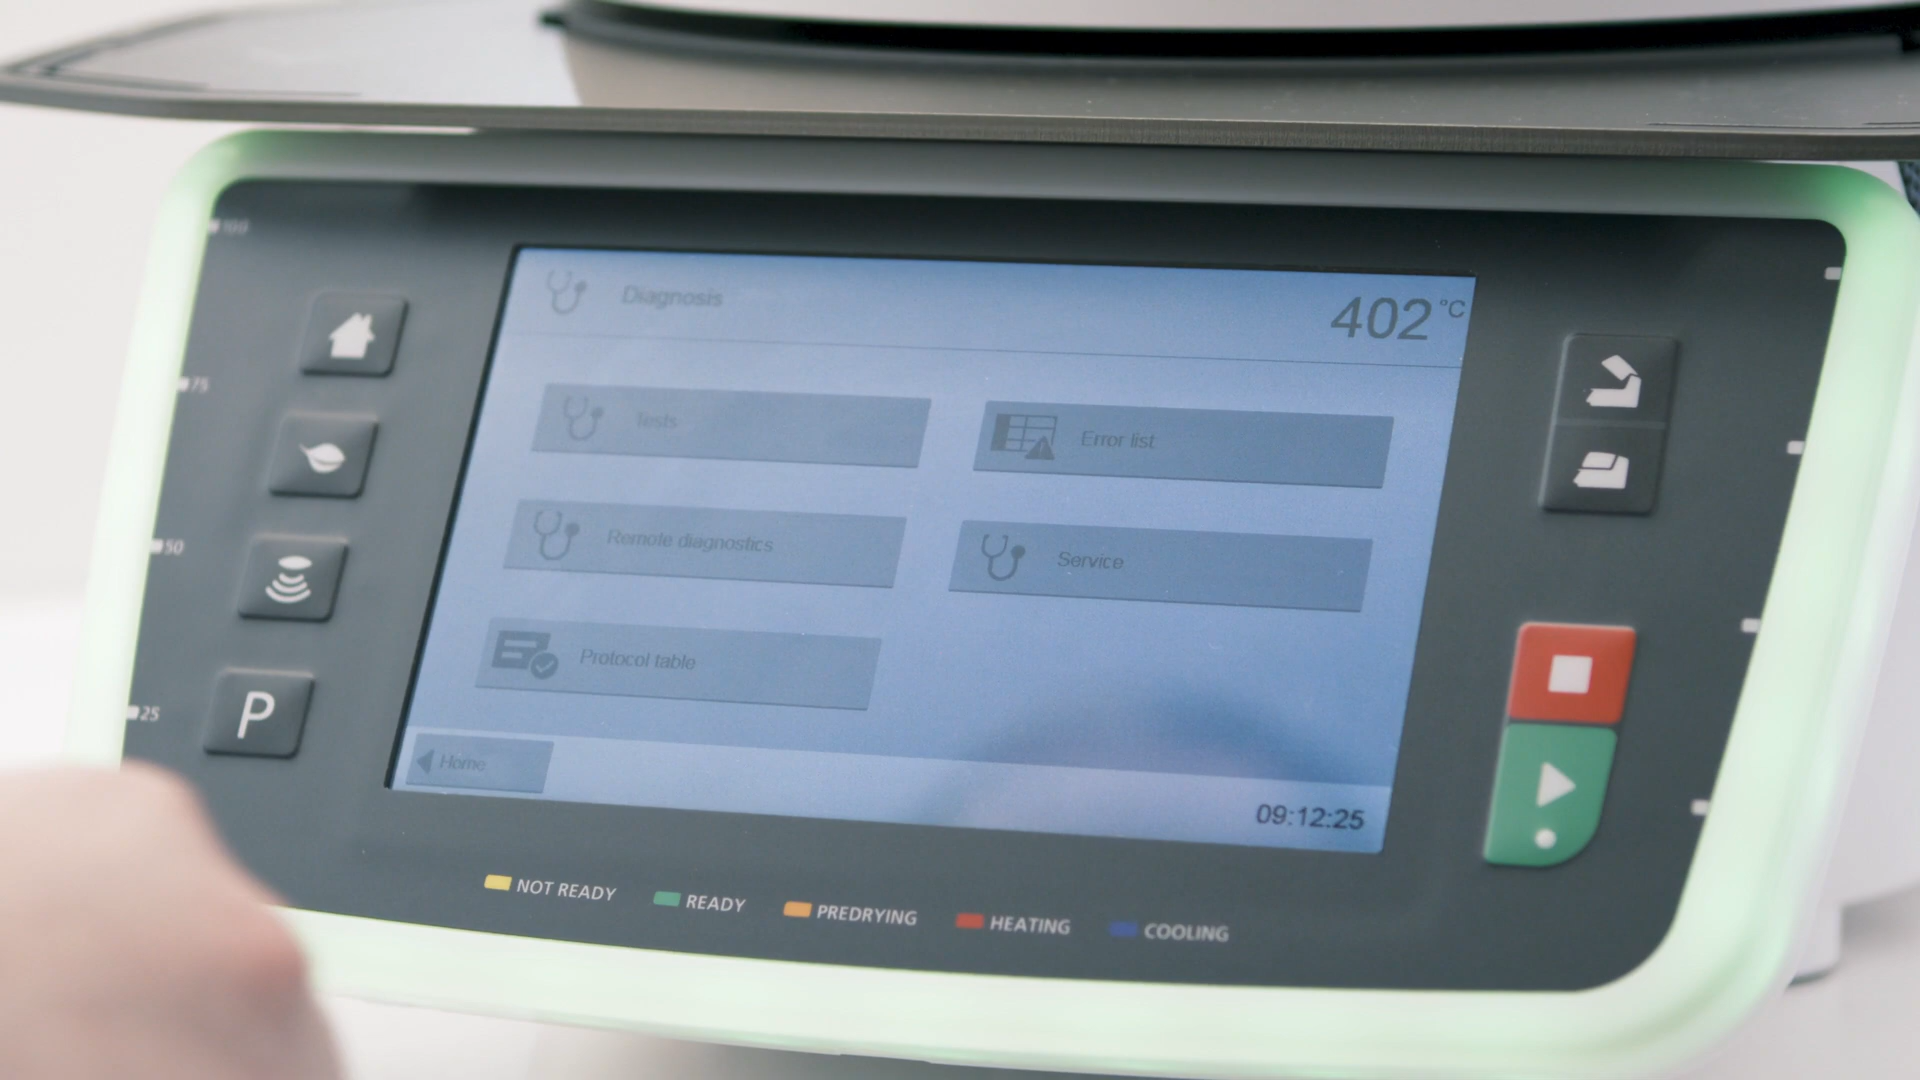 100
75
50
25
P
Diagnosis
402 °C
Tests
Error list
Remote diagnostics
Service
Protocol table
Home
09:12:25
NOT READY
READY
PREDRYING
HEATING
COOLING